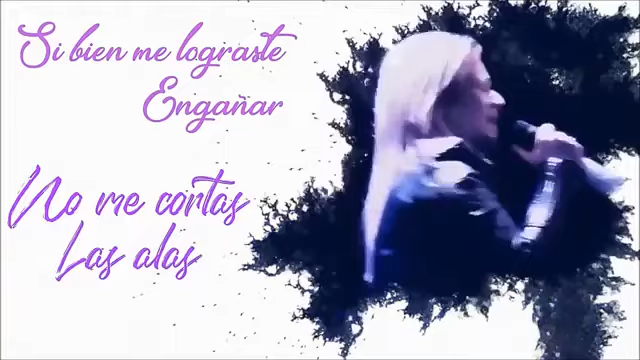 Si bien me lograste
Engañar
No me cortas
Las alas